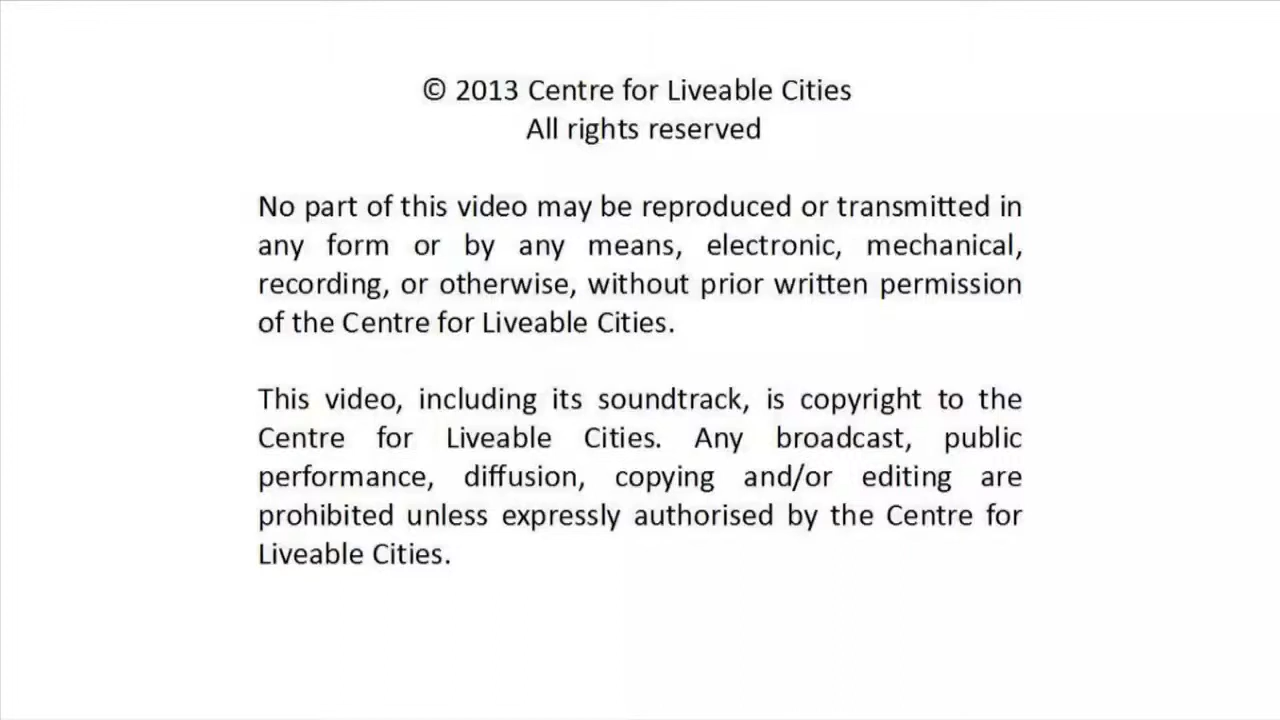 © 2013 Centre for Liveable Cities
All rights reserved
No part of this video may be reproduced or transmitted in
any form or by any means, electronic, mechanical,
recording, or otherwise, without prior written permission
of the Centre for Liveable Cities.
This video, including its soundtrack, is copyright to the
Centre for Liveable Cities. Any broadcast, public
performance, diffusion, copying and/or editing are
prohibited unless expressly authorised by the Centre for
Liveable Cities.